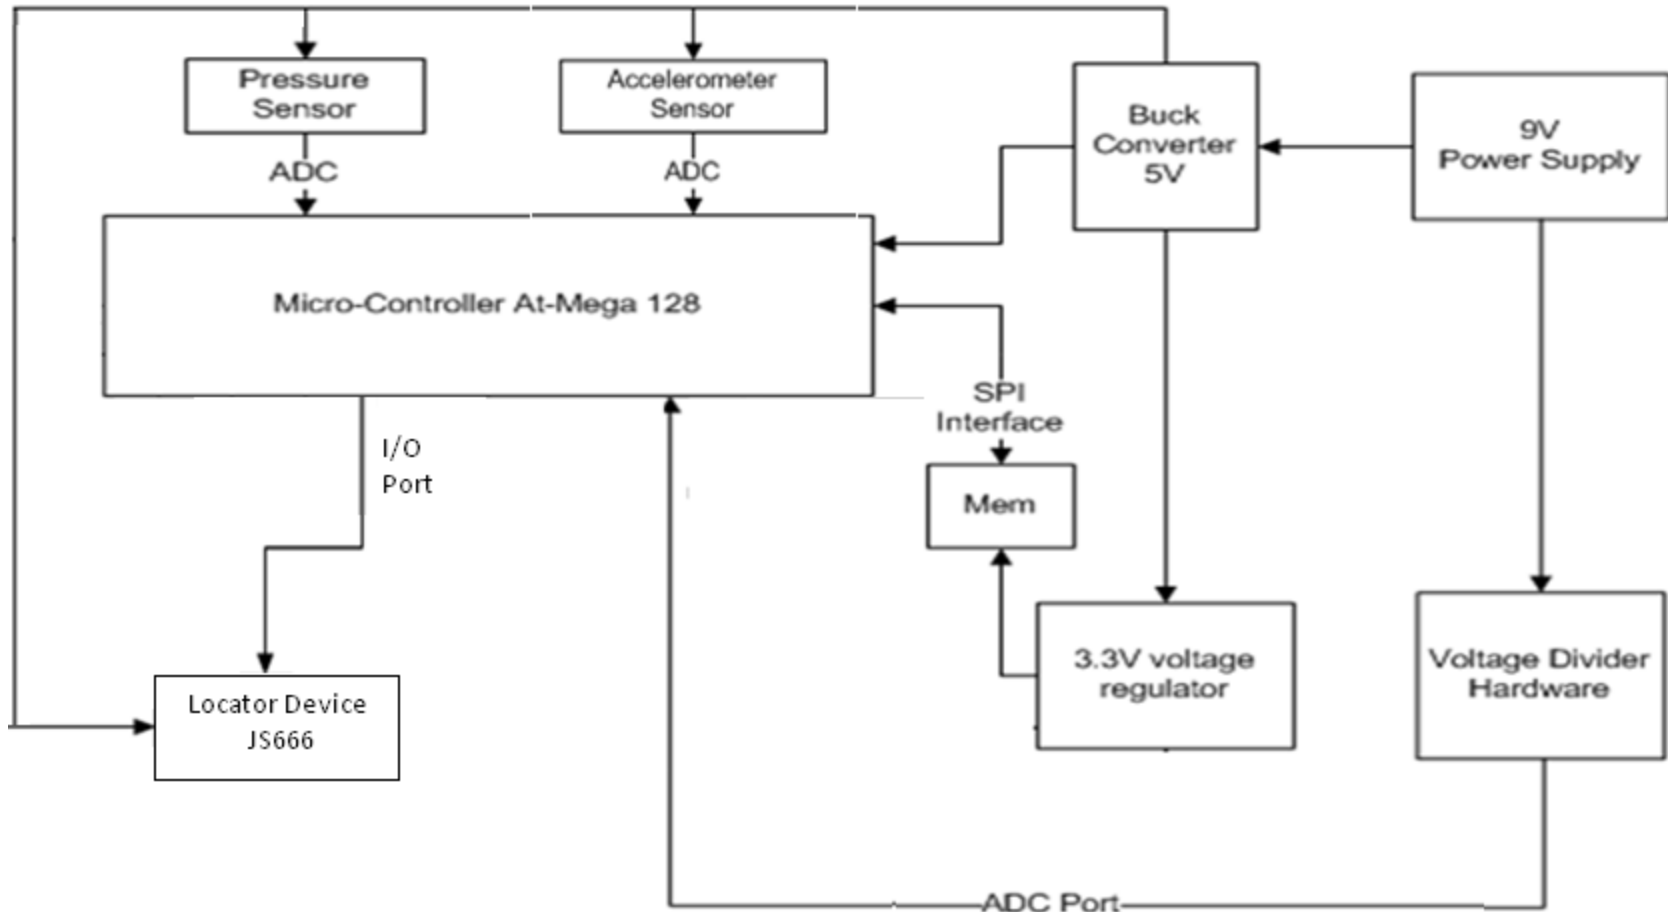 Pressure
Sensor
Accelerometer
Sensor
Buck
Converter
5V
9V
Power Supply
ADC
ADC
Micro-Controller At-Mega 128
SPI
Interface
I/O
Port
Mem
3.3V voltage
regulator
Voltage Divider
Hardware
Locator Device
JS666
ADC Port